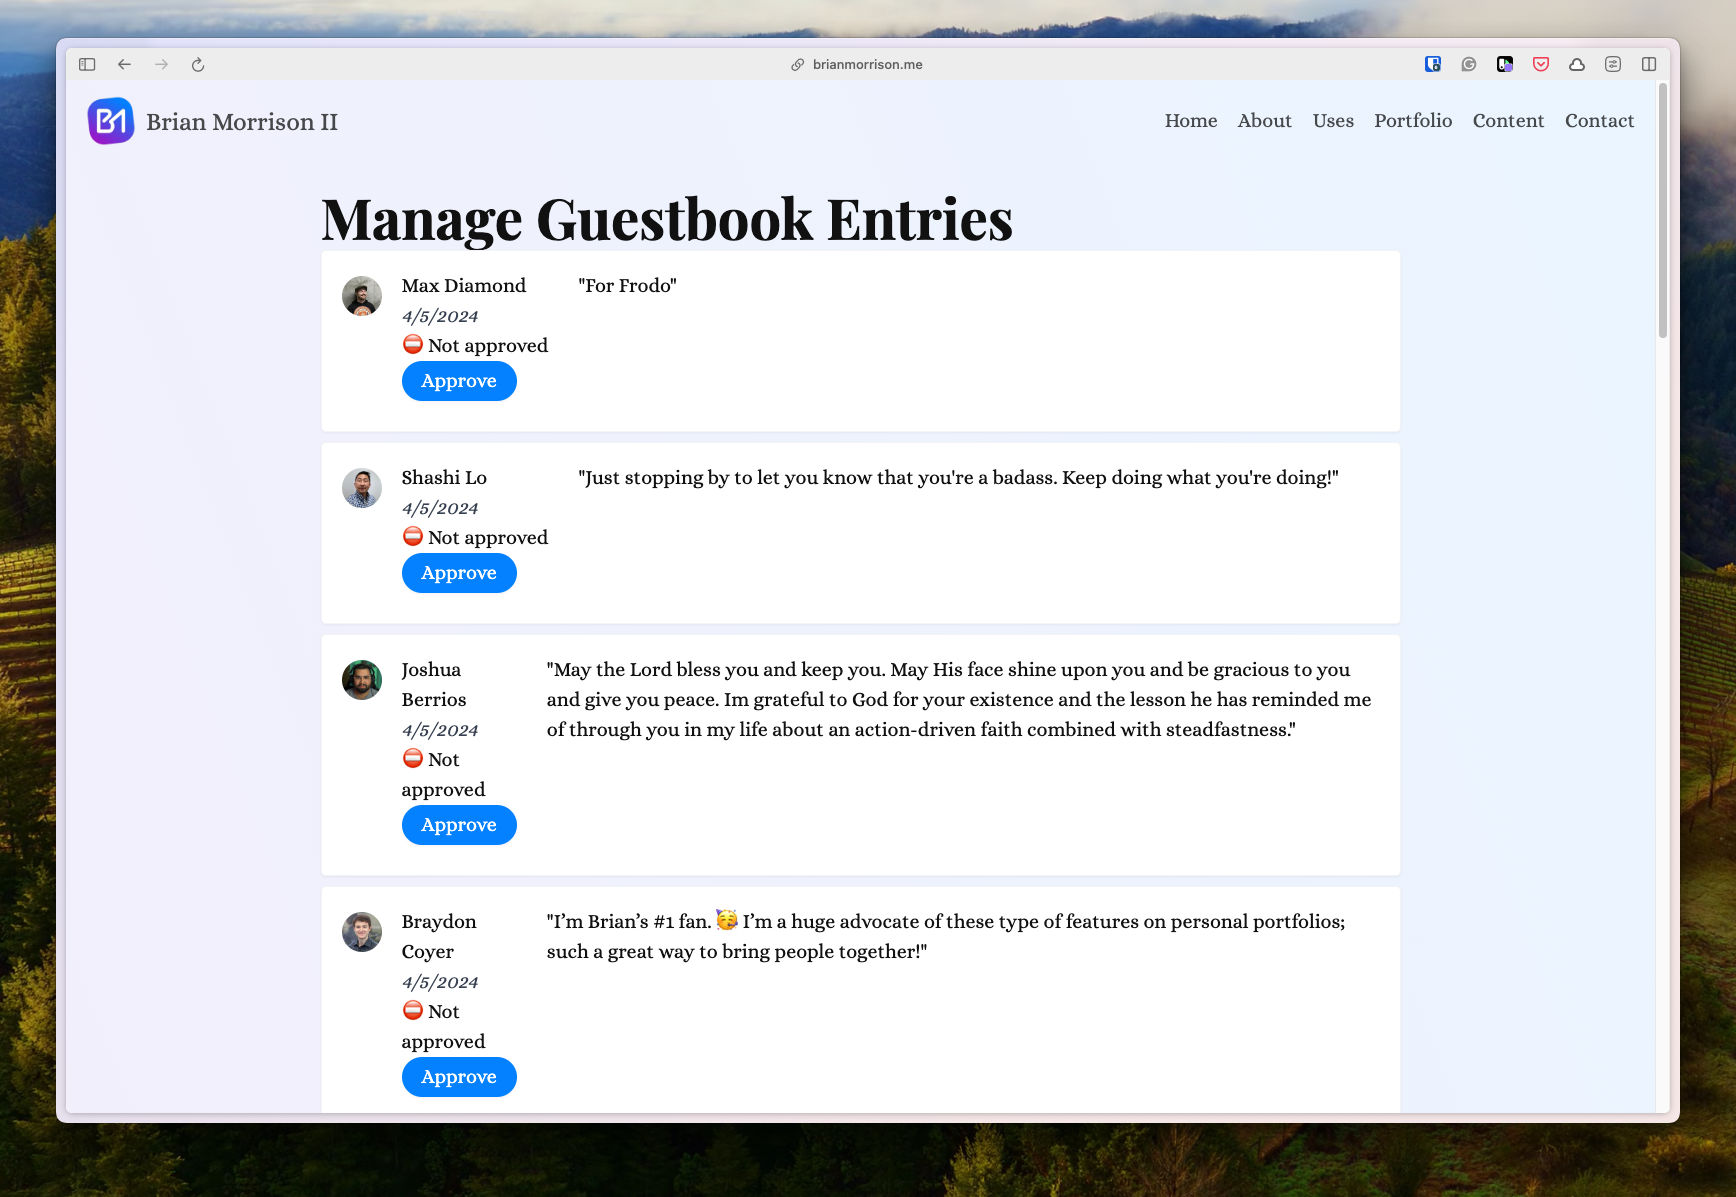 brianmorrison.me
Brian Morrison II
Home About Uses Portfolio Content Contact
Manage Guestbook Entries
Max Diamond
4/5/2024
⛔ Not approved
Approve
"For Frodo"
Shashi Lo
4/5/2024
⛔ Not approved
Approve
"Just stopping by to let you know that you're a badass. Keep doing what you're doing!"
Joshua
Berrios
4/5/2024
⛔ Not
approved
Approve
"May the Lord bless you and keep you. May His face shine upon you and be gracious to you
and give you peace. Im grateful to God for your existence and the lesson he has reminded me
of through you in my life about an action-driven faith combined with steadfastness."
Braydon
Coyer
4/5/2024
⛔ Not
approved
Approve
"I’m Brian’s #1 fan. 🥳 I’m a huge advocate of these type of features on personal portfolios;
such a great way to bring people together!"